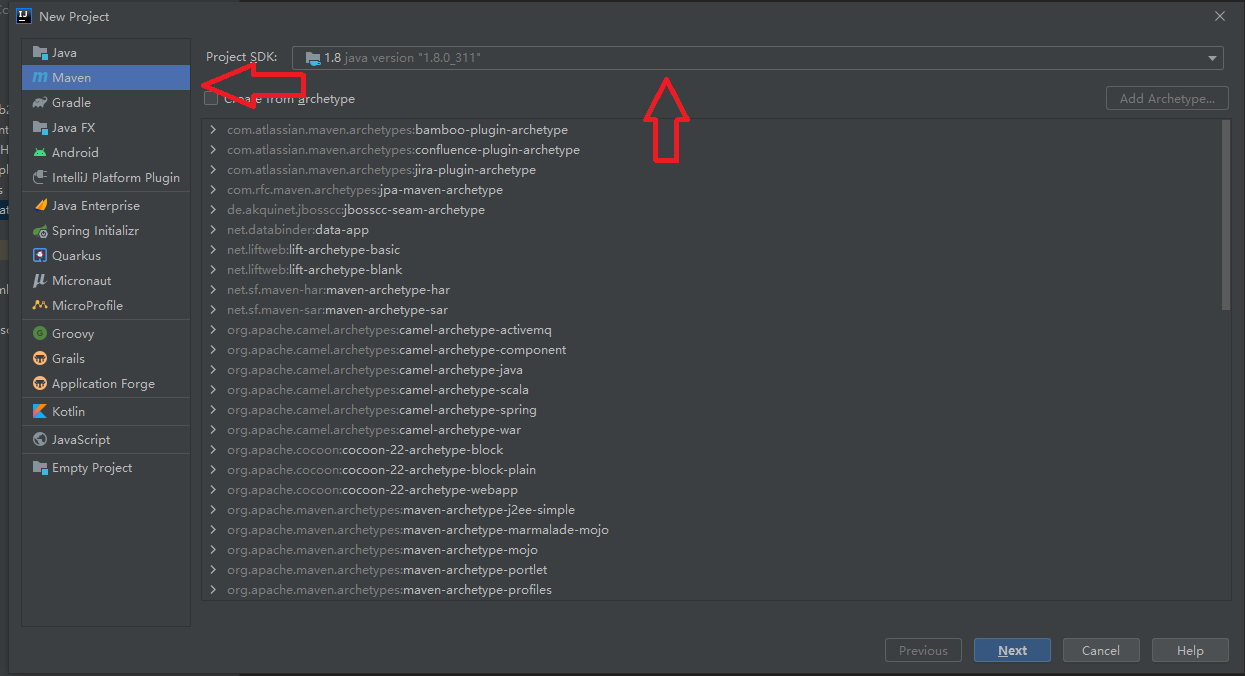 New Project
Java
Maven
Gradle
Java FX
Android
IntelliJ Platform Plugin
Java Enterprise
Spring Initializr
Quarkus
Micronaut
MicroProfile
Groovy
Grails
Application Forge
Kotlin
JavaScript
Empty Project
Project SDK: 1.8 java version "1.8.0_311"
Create from archetype
Add Archetype...
com.atlassian.maven.archetypes:bamboo-plugin-archetype
com.atlassian.maven.archetypes:confluence-plugin-archetype
com.atlassian.maven.archetypes:jira-plugin-archetype
com.rfc.maven.archetypes:jpa-maven-archetype
de.akquinet.jbosscc:jbosscc-seam-archetype
net.databinder:data-app
net.liftweb:lift-archetype-basic
net.liftweb:lift-archetype-blank
net.sf.maven-har:maven-archetype-har
net.sf.maven-sar:maven-archetype-sar
org.apache.camel.archetypes:camel-archetype-activemq
org.apache.camel.archetypes:camel-archetype-component
org.apache.camel.archetypes:camel-archetype-java
org.apache.camel.archetypes:camel-archetype-scala
org.apache.camel.archetypes:camel-archetype-spring
org.apache.camel.archetypes:camel-archetype-war
org.apache.cocoon:cocoon-22-archetype-block
org.apache.cocoon:cocoon-22-archetype-block-plain
org.apache.cocoon:cocoon-22-archetype-webapp
org.apache.maven.archetypes:maven-archetype-j2ee-simple
org.apache.maven.archetypes:maven-archetype-marmalade-mojo
org.apache.maven.archetypes:maven-archetype-mojo
org.apache.maven.archetypes:maven-archetype-portlet
org.apache.maven.archetypes:maven-archetype-profiles
Previous
Next
Cancel
Help